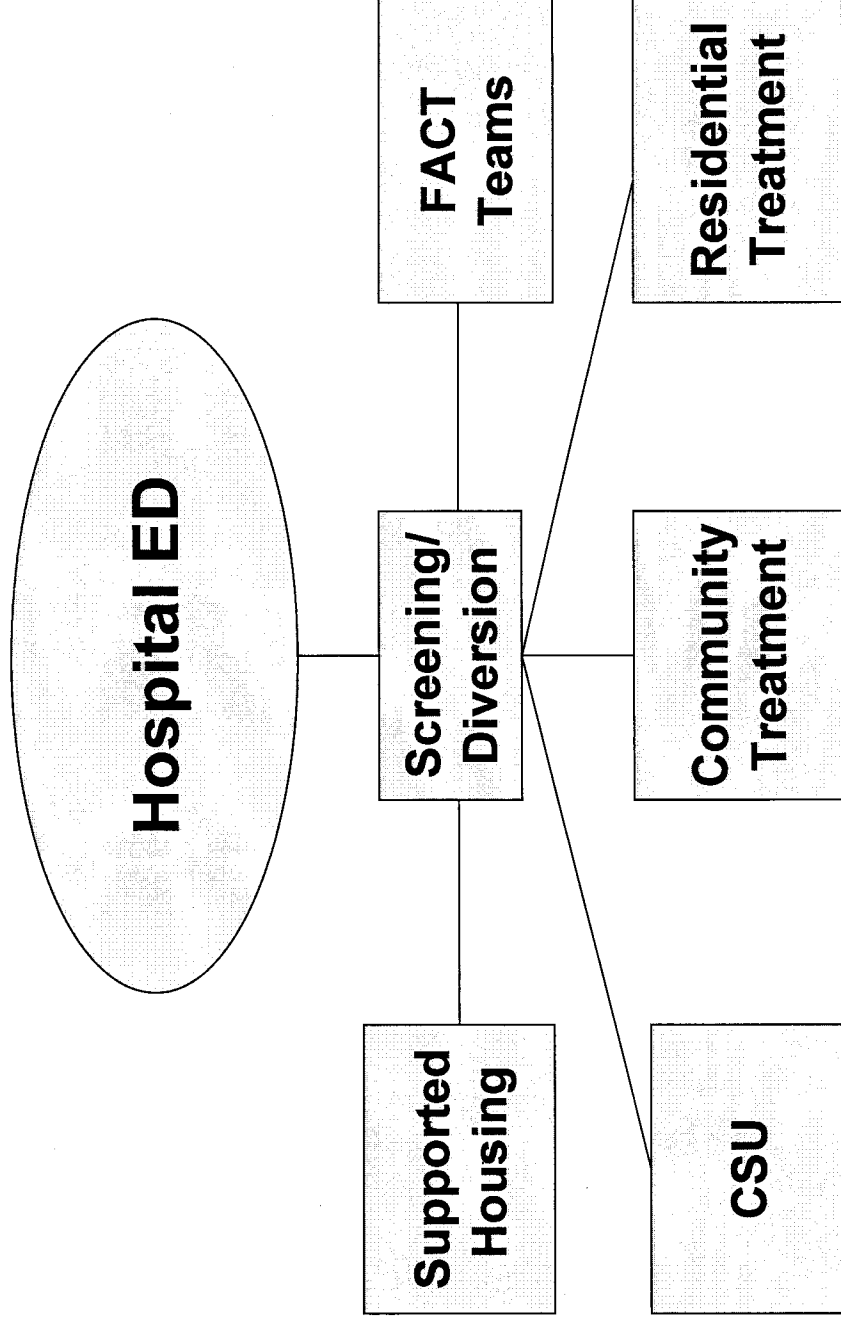 Hospital ED
Supported
Housing
Screening/
Diversion
FACT
Teams
CSU
Community
Treatment
Residential
Treatment